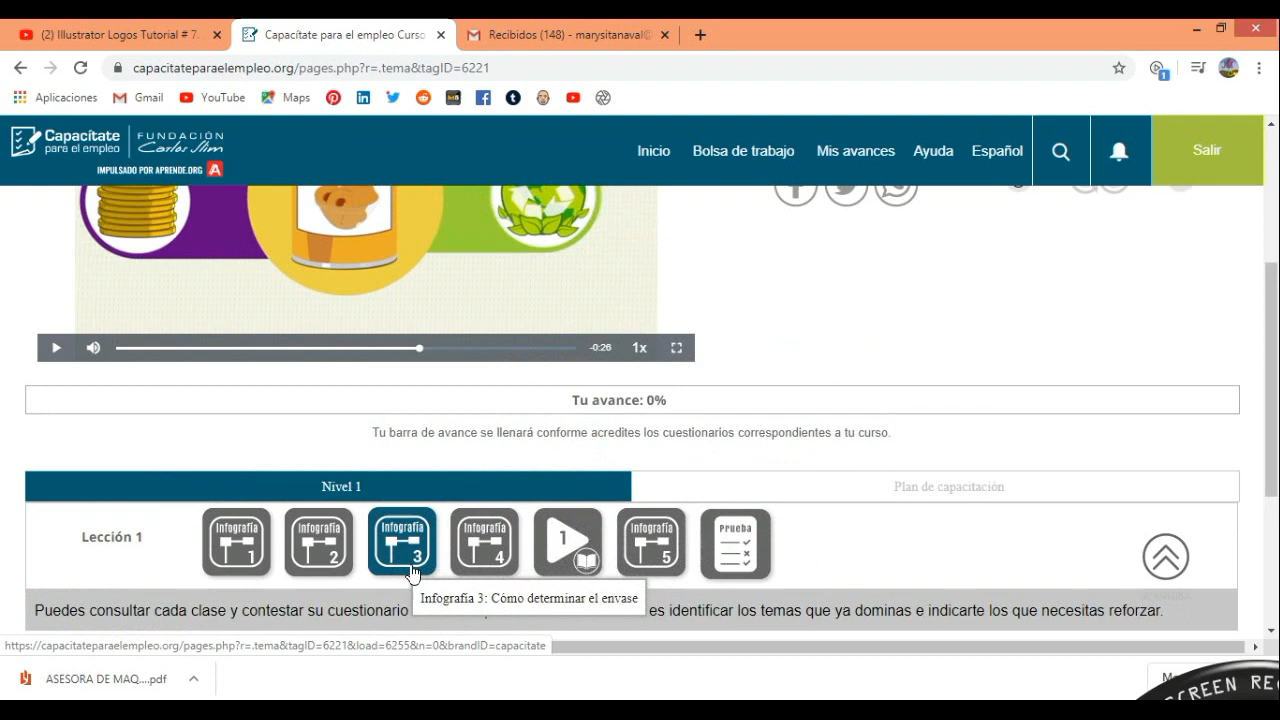 (2) Illustrator Logos Tutorial # 7.
Capacítate para el empleo Curso
Recibidos (148) - marysitanaval@
capacitateparaelempleo.org/pages.php?r=.tema&tagID=6221
1
Aplicaciones
Gmail
YouTube
Maps
Capacítate
para el empleo
FUNDACIÓN
Carlos Slim
IMPULSADO POR APRENDE.ORG A
Inicio
Bolsa de trabajo
Mis avances
Ayuda
Español
Salir
-0:26
1x
Tu avance: 0%
Tu barra de avance se llenará conforme acredites los cuestionarios correspondientes a tu curso.
Nivel 1
Plan de capacitación
Lección 1
Infografía 1
Infografía 2
Infografía 3
Infografía 4
1
Infografía 5
Prueba
Infografía 3: Cómo determinar el envase
Puedes consultar cada clase y contestar su cuestionario
es identificar los temas que ya dominas e indicarte los que necesitas reforzar.
https://capacitateparaelempleo.org/pages.php?r=.tema&tagID=6221&load=6255&n=0&brandID=capacitate
ASESORA DE MAQ....pdf
SCREEN REC